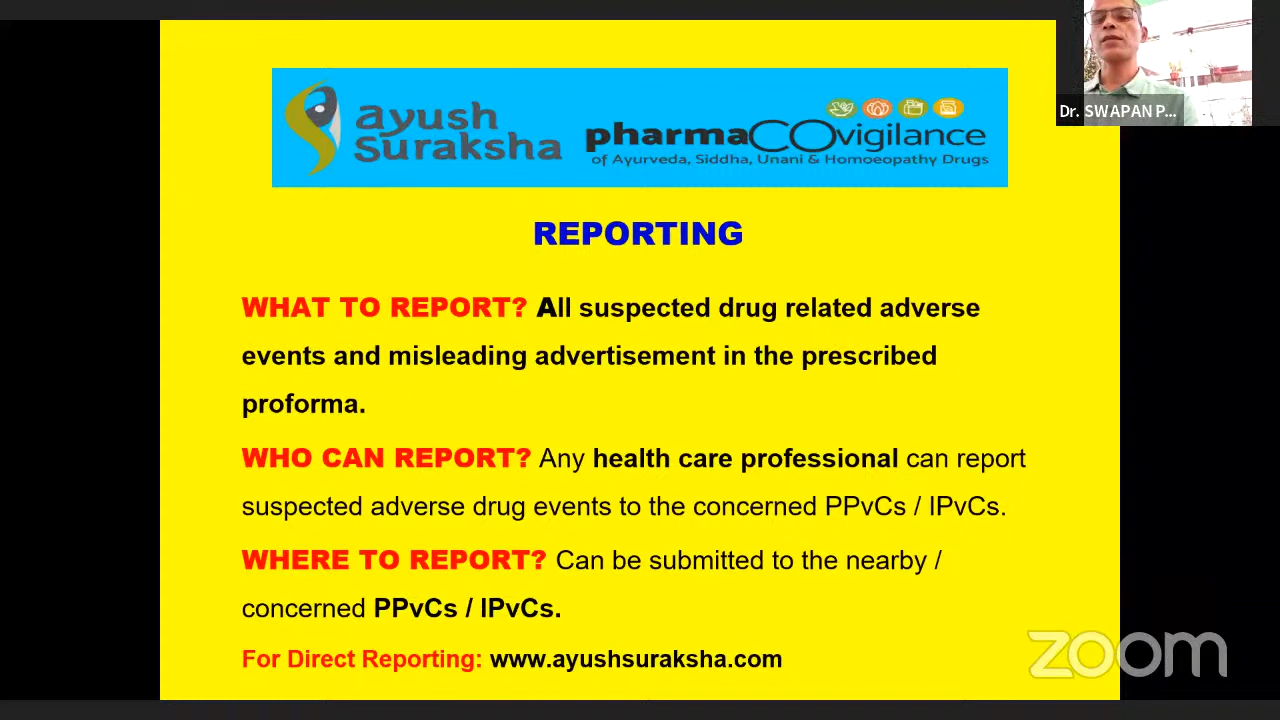 ayush
suraksha
pharmaCOvigilance
of Ayurveda, Siddha, Unani & Homoeopathy Drugs
Dr. SWAPAN P...
REPORTING
WHAT TO REPORT? All suspected drug related adverse
events and misleading advertisement in the prescribed
proforma.
WHO CAN REPORT? Any health care professional can report
suspected adverse drug events to the concerned PPvCs / IPvCs.
WHERE TO REPORT? Can be submitted to the nearby /
concerned PPvCs / IPvCs.
For Direct Reporting: www.ayushsuraksha.com
zoom